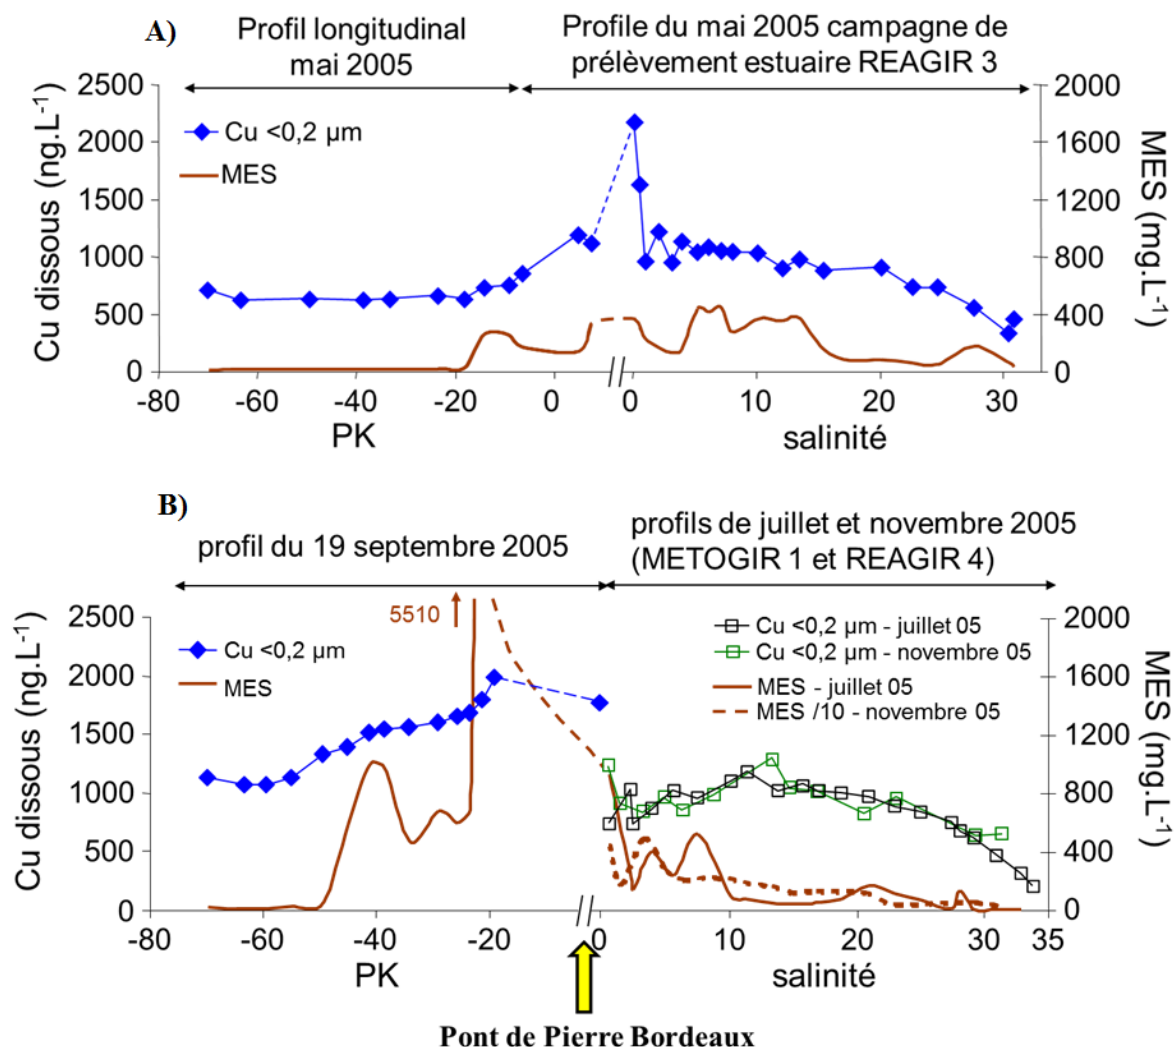 A)
Profil longitudinal
mai 2005
Profile du mai 2005 campagne de
prélèvement estuaire REAGIR 3
Cu dissous (ng.L-1)
2500
2000
1500
1000
500
0
Cu <0,2 µm
MES
2000
1600
1200
800
400
0
MES (mg.L-1)
-80 -60 -40 -20 0 0 10 20 30
PK
salinité
B)
profil du 19 septembre 2005
profils de juillet et novembre 2005
(METOGIR 1 et REAGIR 4)
Cu dissous (ng.L-1)
2500
2000
1500
1000
500
0
5510
Cu <0,2 µm
MES
Cu <0,2 µm - juillet 05
Cu <0,2 µm - novembre 05
MES - juillet 05
MES /10 - novembre 05
2000
1600
1200
800
400
0
MES (mg.L-1)
-80 -60 -40 -20 0 10 20 30 35
PK
salinité
Pont de Pierre Bordeaux